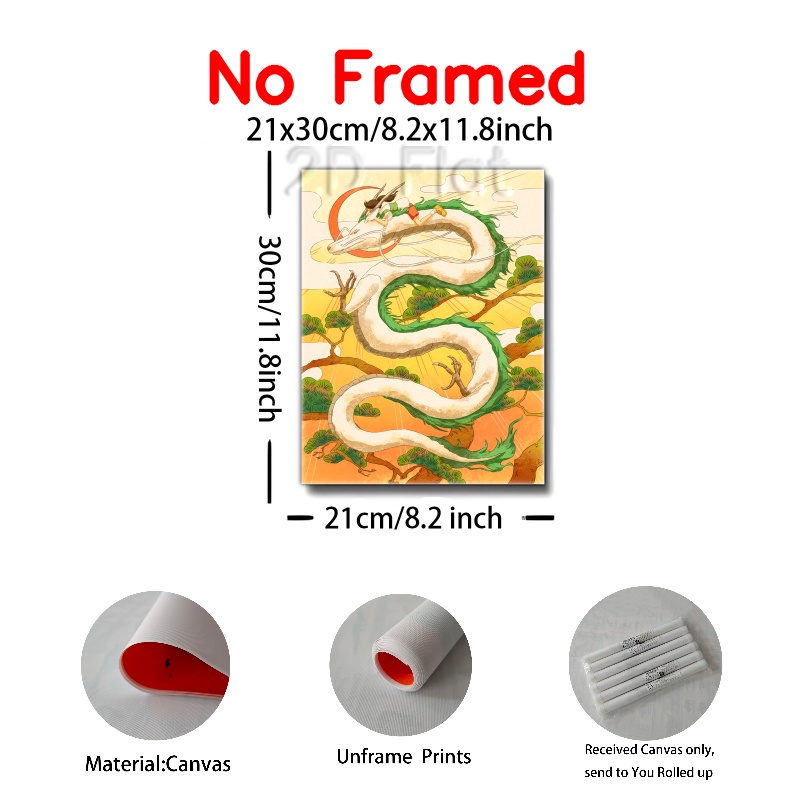 No Framed
21x30cm/8.2x11.8inch
2D Flat
30cm/11.8inch
21cm/8.2 inch
Material:Canvas
Unframe Prints
Received Canvas only,
send to You Rolled up